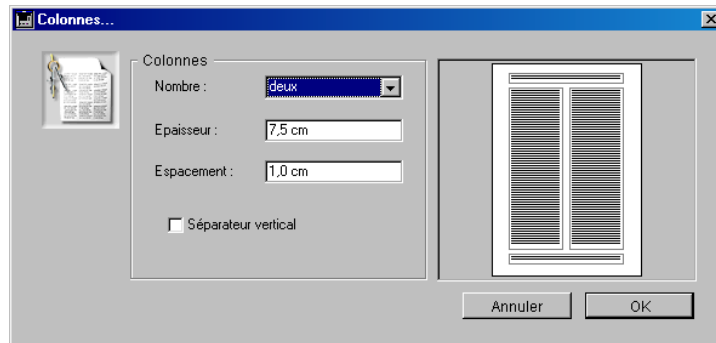 Colonnes...
Colonnes
Nombre : deux
Epaisseur : 7,5 cm
Espacement : 1,0 cm
Séparateur vertical
Annuler OK